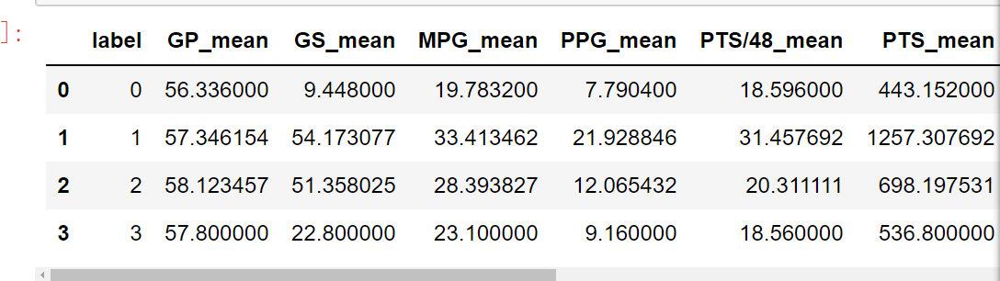 ]:
label GP_mean GS_mean MPG_mean PPG_mean PTS/48_mean PTS_mean
0 0 56.336000 9.448000 19.783200 7.790400 18.596000 443.152000
1 1 57.346154 54.173077 33.413462 21.928846 31.457692 1257.307692
2 2 58.123457 51.358025 28.393827 12.065432 20.311111 698.197531
3 3 57.800000 22.800000 23.100000 9.160000 18.560000 536.800000